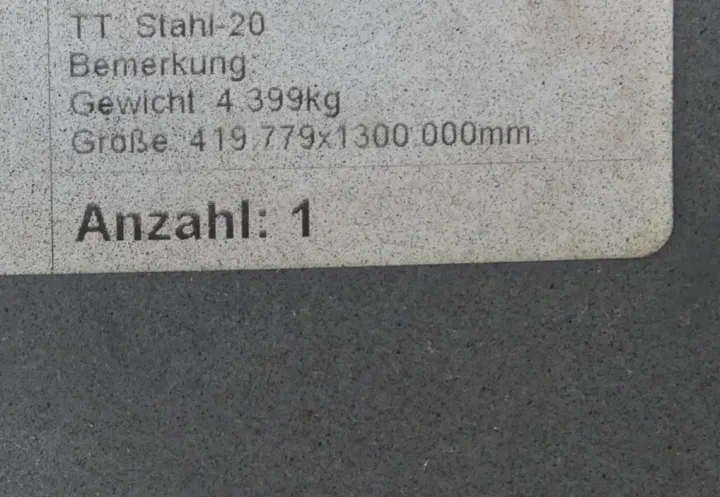 TT: Stahl-20
Bemerkung:
Gewicht: 4.399kg
Größe: 419.779x1300.000mm
Anzahl: 1